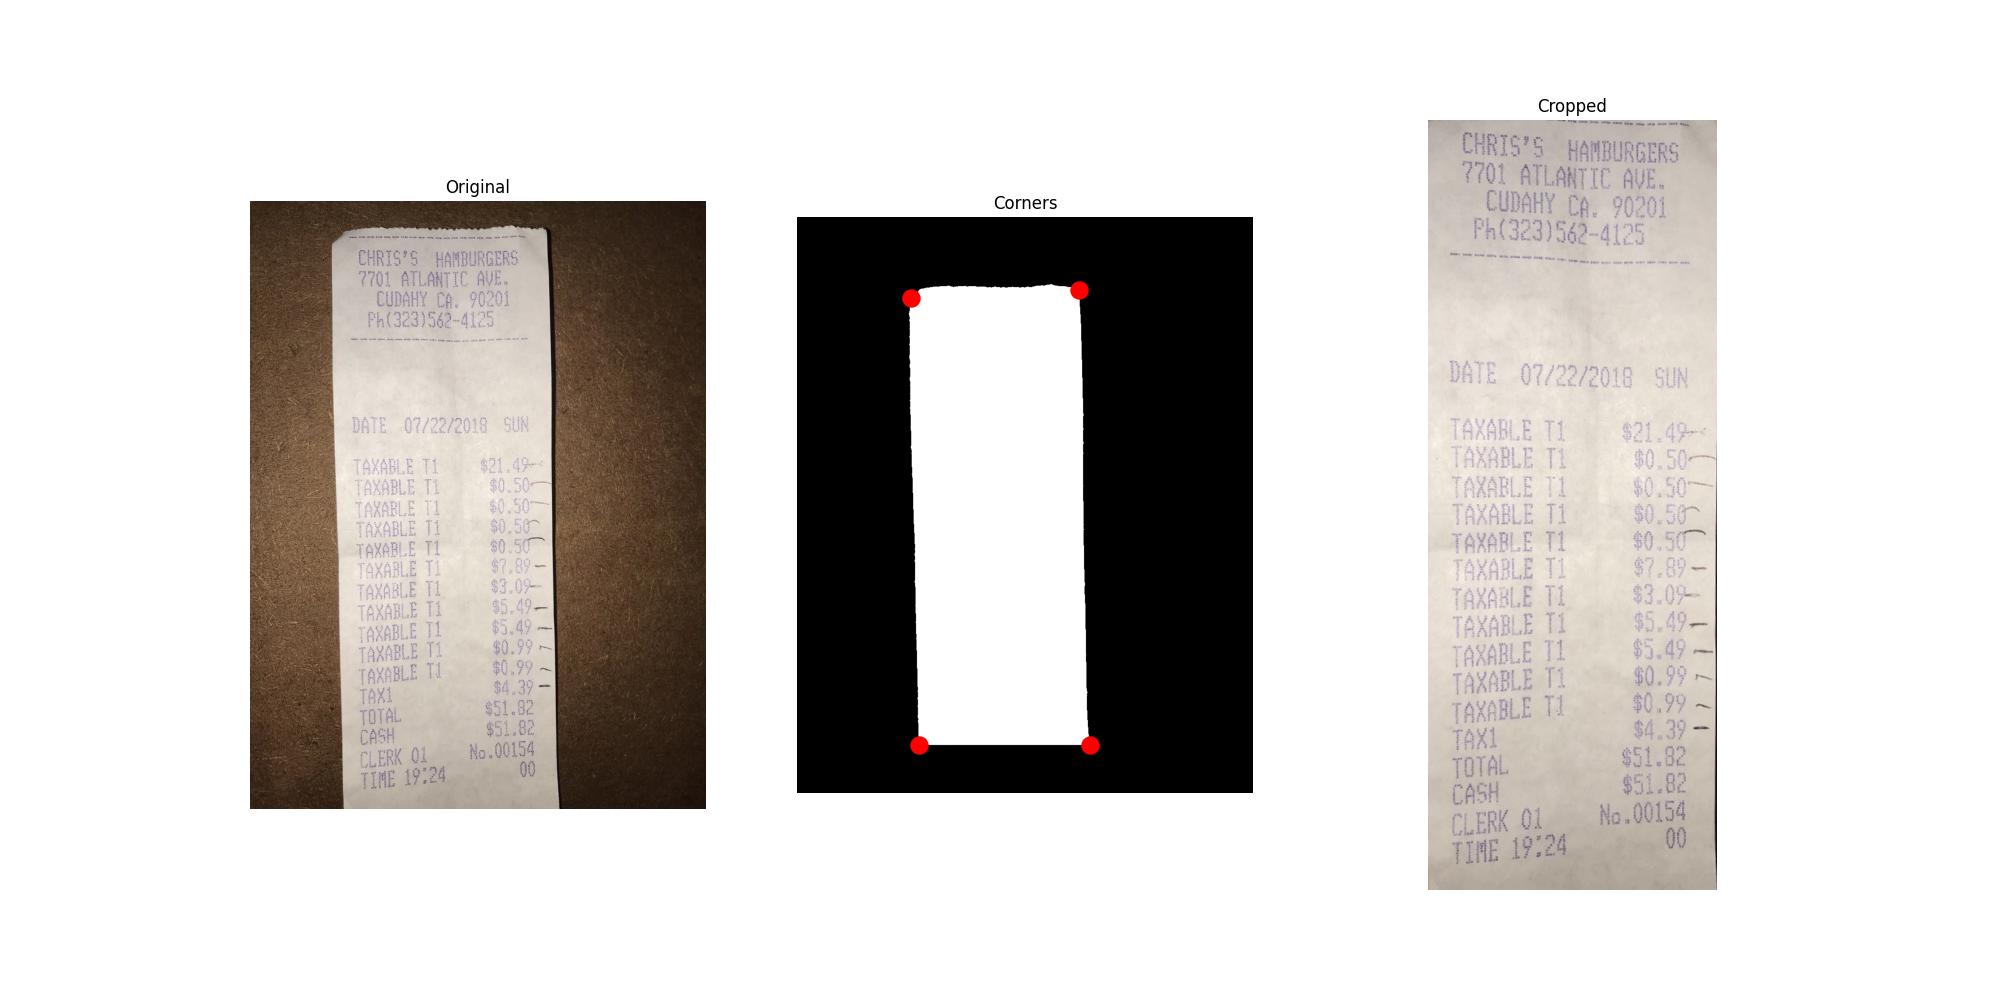 Original
CHRIS'S HAMBURGERS
7701 ATLANTIC AVE.
CUDAHY CA. 90201
Ph(323)562-4125
DATE 07/22/2018 SUN
TAXABLE T1 $21.49
TAXABLE T1 $0.50
TAXABLE T1 $0.50
TAXABLE T1 $0.50
TAXABLE T1 $0.50
TAXABLE T1 $7.89
TAXABLE T1 $3.09
TAXABLE T1 $5.49
TAXABLE T1 $5.49
TAXABLE T1 $0.99
TAXABLE T1 $0.99
TAX1 $4.39
TOTAL $51.82
CASH $51.82
CLERK 01 No.00154
TIME 19:24 00
Corners
Cropped
CHRIS'S HAMBURGERS
7701 ATLANTIC AVE.
CUDAHY CA. 90201
Ph(323)562-4125
DATE 07/22/2018 SUN
TAXABLE T1 $21.49
TAXABLE T1 $0.50
TAXABLE T1 $0.50
TAXABLE T1 $0.50
TAXABLE T1 $0.50
TAXABLE T1 $7.89
TAXABLE T1 $3.09
TAXABLE T1 $5.49
TAXABLE T1 $5.49
TAXABLE T1 $0.99
TAXABLE T1 $0.99
TAX1 $4.39
TOTAL $51.82
CASH $51.82
CLERK 01 No.00154
TIME 19:24 00